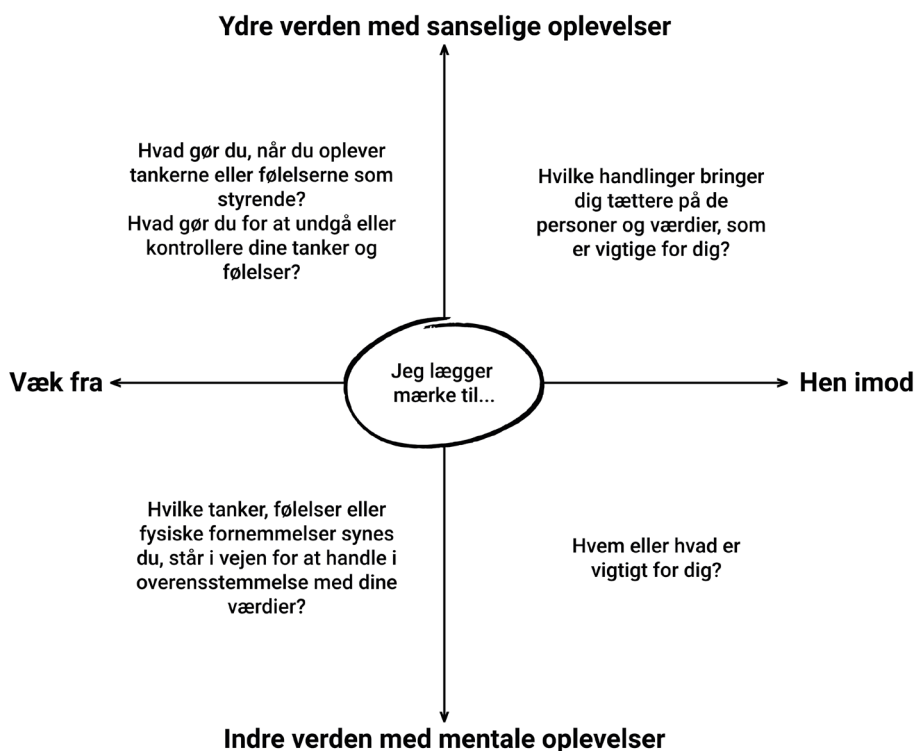 Ydre verden med sanselige oplevelser
Hvad gør du, når du oplever
tankerne eller følelserne som
styrende?
Hvad gør du for at undgå eller
kontrollere dine tanker og
følelser?
Hvilke handlinger bringer
dig tættere på de
personer og værdier, som
er vigtige for dig?
Væk fra
Jeg lægger
mærke til...
Hen imod
Hvilke tanker, følelser eller
fysiske fornemmelser synes
du, står i vejen for at handle i
overensstemmelse med dine
værdier?
Hvem eller hvad er
vigtigt for dig?
Indre verden med mentale oplevelser